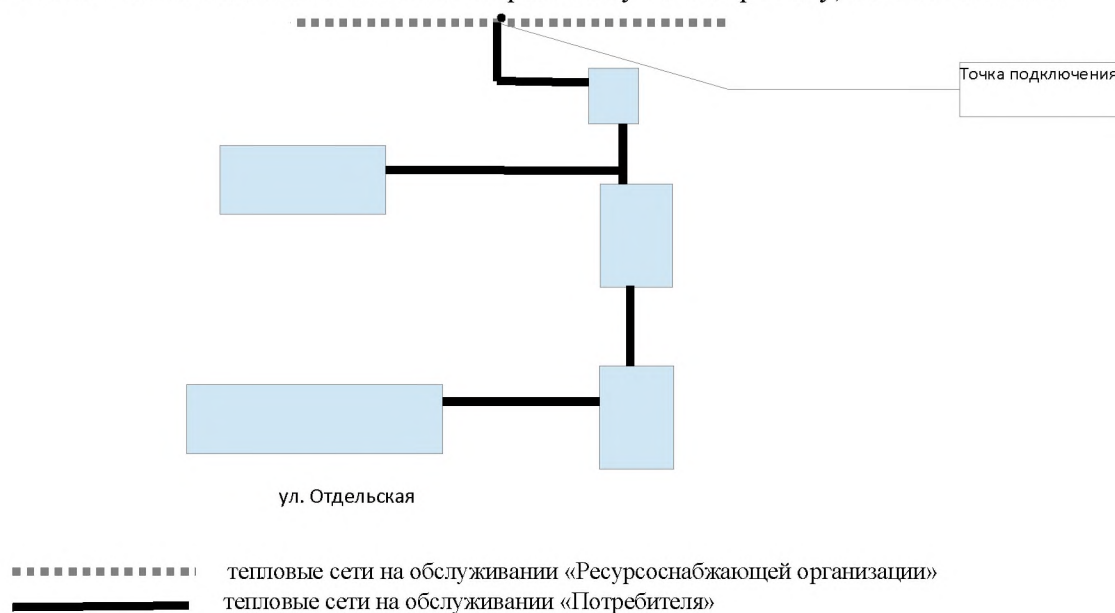 Точка подключения
ул. Отдельская
тепловые сети на обслуживании «Ресурсоснабжающей организации»
тепловые сети на обслуживании «Потребителя»